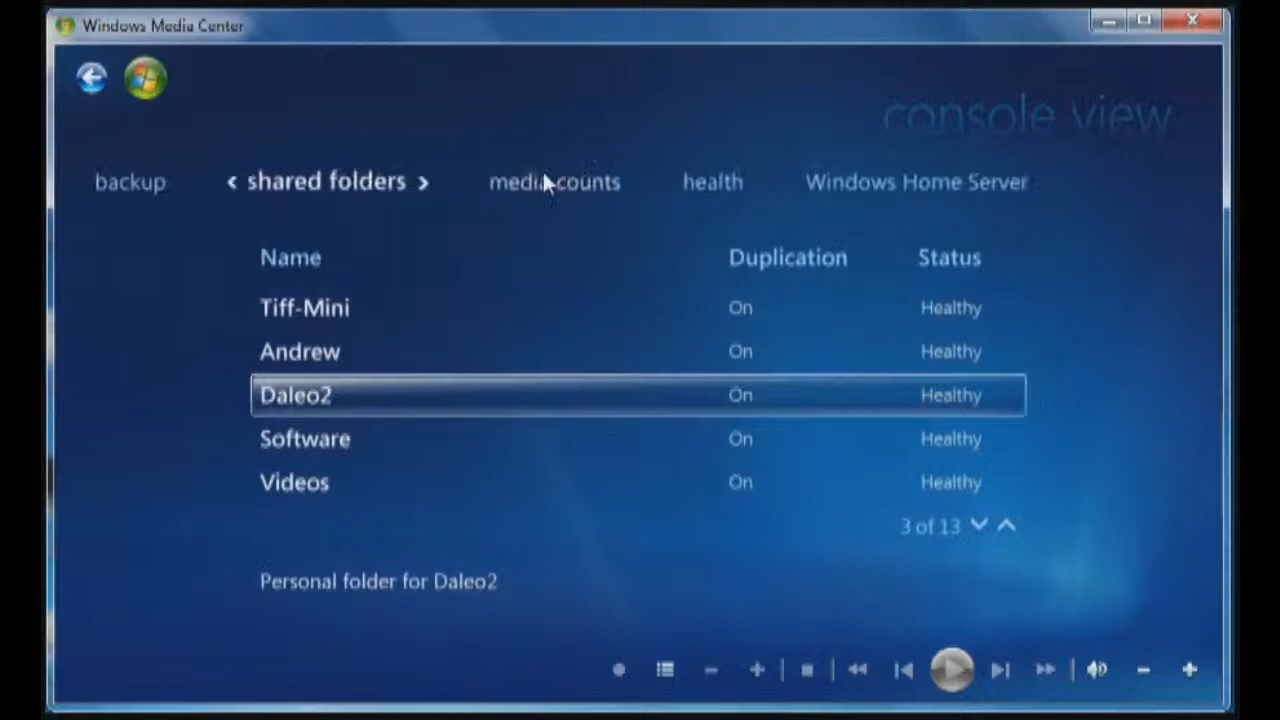 Windows Media Center
console view
backup < shared folders > media counts health Windows Home Server
Name Duplication Status
Tiff-Mini On Healthy
Andrew On Healthy
Daleo2 On Healthy
Software On Healthy
Videos On Healthy
3 of 13
Personal folder for Daleo2